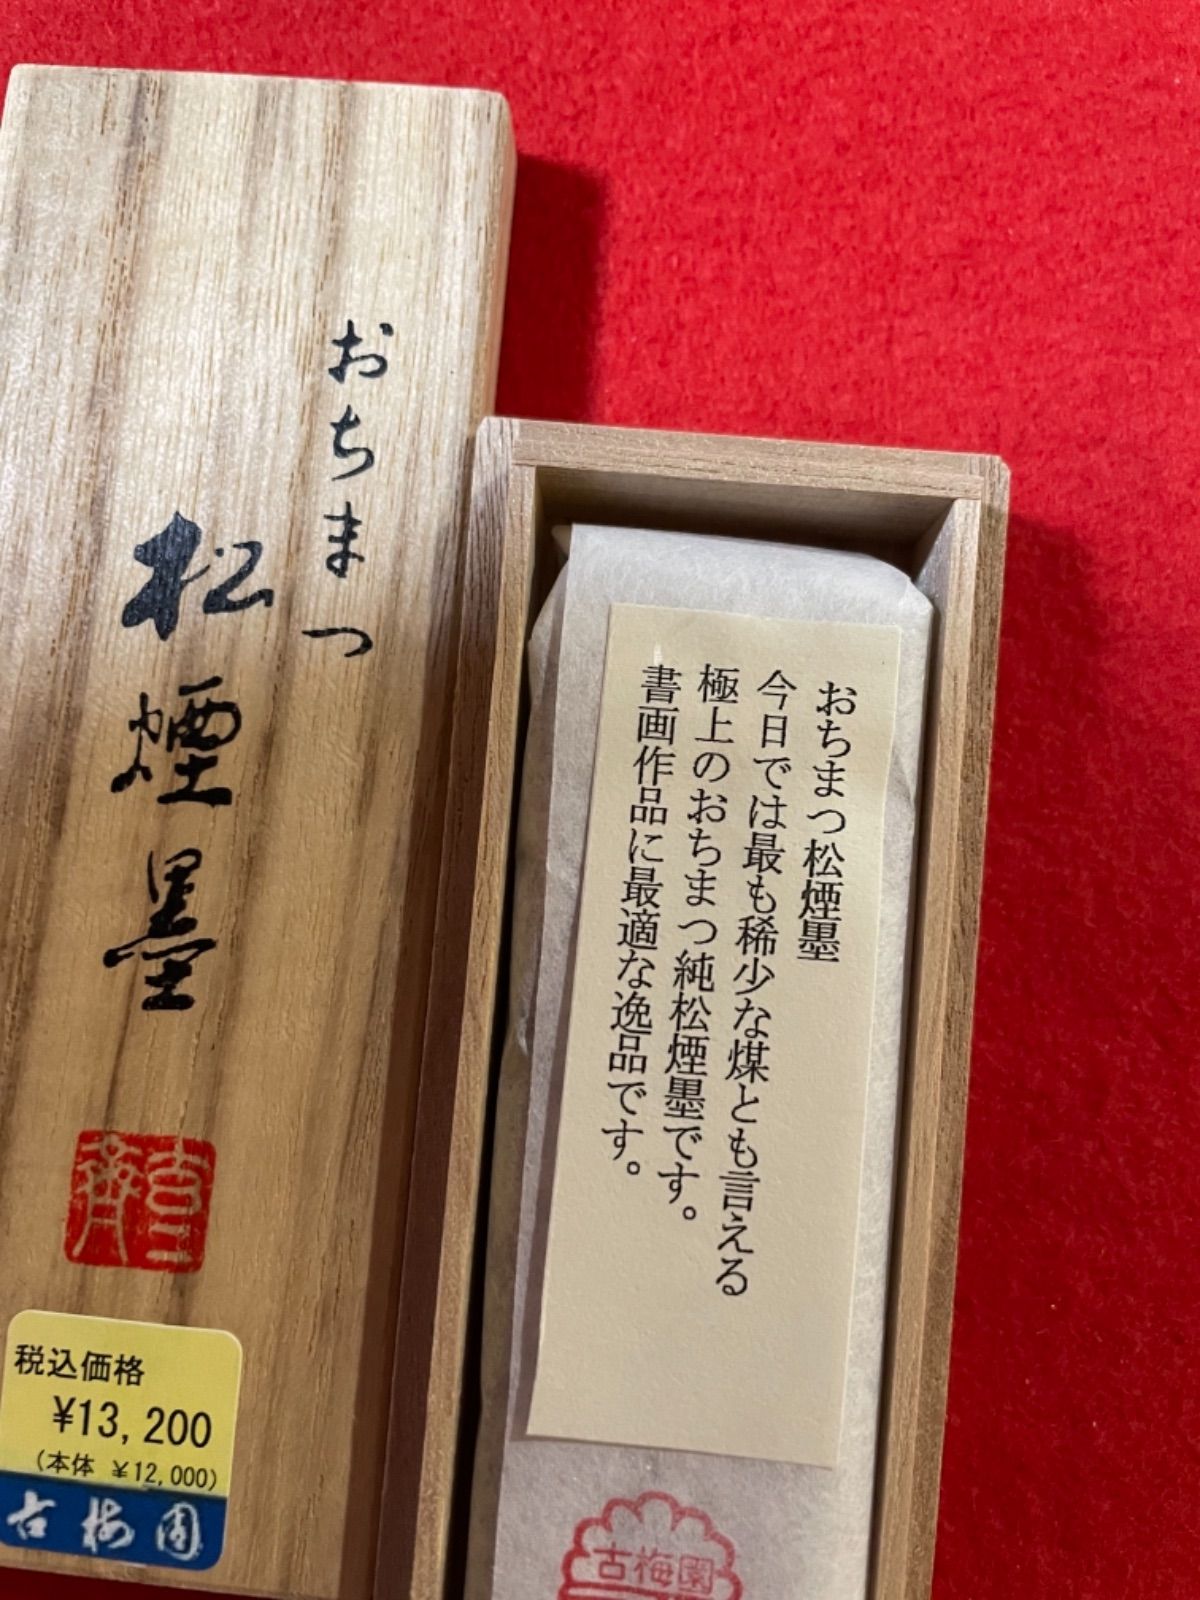 おちまつ
松煙墨
税込価格
¥13,200
(本体 ¥12,000)
古梅園
おちまつ松煙墨
今日では最も稀少な煤とも言える
極上のおちまつ純松煙墨です。
書画作品に最適な逸品です。
古梅園